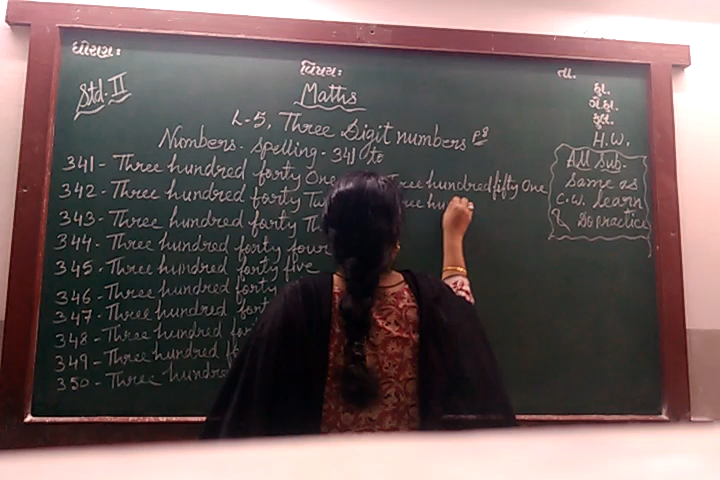 ધોરણ:
વિષય:
તા.
Std. II
Maths
કુ.
ગે.હા.
કુલ.
L-5, Three Digit numbers P8
H.W.
Numbers - Spelling - 341 to
All Sub.
Same as
C.W. learn
& Do practice
341 - Three hundred forty One
342 - Three hundred forty
343 - Three hundred forty
344 - Three hundred forty four
345 - Three hundred forty five
346 - Three hundred forty
347 - Three hundred
348 - Three hundred
349 - Three hundred
350 - Three
hundred fifty One